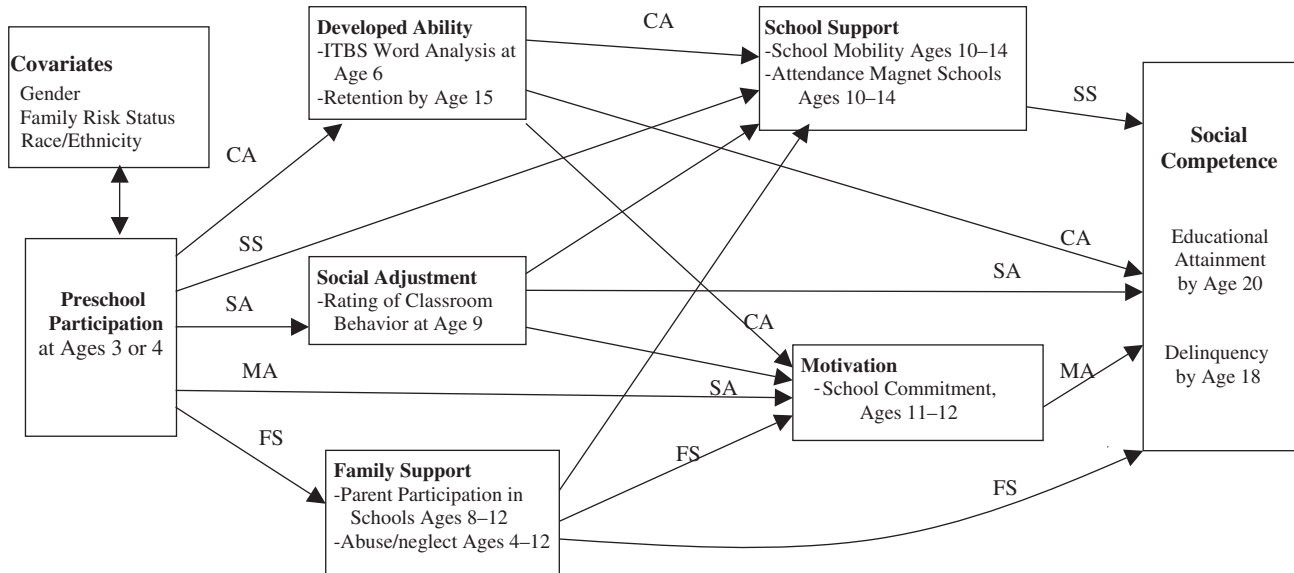 Covariates
Gender
Family Risk Status
Race/Ethnicity
Developed Ability
-ITBS Word Analysis at
Age 6
-Retention by Age 15
CA
School Support
-School Mobility Ages 10–14
-Attendance Magnet Schools
Ages 10–14
SS
CA
SS
CA
Social
Competence
Educational
Attainment
by Age 20
Delinquency
by Age 18
Preschool
Participation
at Ages 3 or 4
SA
Social Adjustment
-Rating of Classroom
Behavior at Age 9
SA
CA
MA
SA
Motivation
-School Commitment,
Ages 11–12
MA
FS
Family Support
-Parent Participation in
Schools Ages 8–12
-Abuse/neglect Ages 4–12
FS
FS